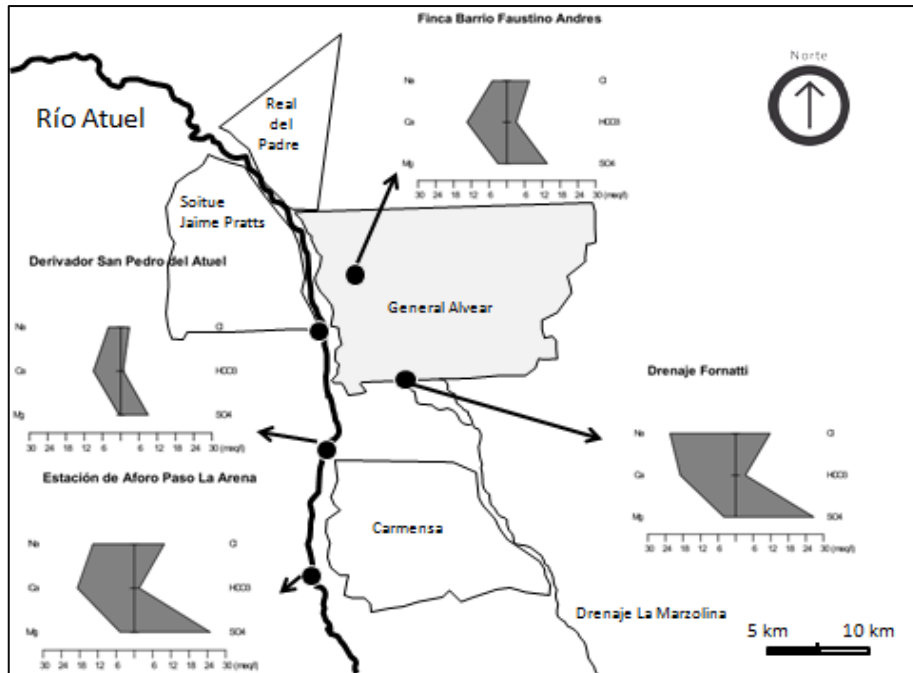 Finca Barrio Faustino Andres
Na Cl
Ca HCO3
Mg SO4
30 24 18 12 6 6 12 18 24 30 (meq/l)
Norte
Río Atuel
Real
del
Padre
Soitue
Jaime Pratts
Derivador San Pedro del Atuel
Na Cl
Ca HCO3
Mg SO4
30 24 18 12 6 6 12 18 24 30 (meq/l)
General Alvear
Drenaje Fornatti
Na Cl
Ca HCO3
Mg SO4
30 24 18 12 6 6 12 18 24 30 (meq/l)
Estación de Aforo Paso La Arena
Na Cl
Ca HCO3
Mg SO4
30 24 18 12 6 6 12 18 24 30 (meq/l)
Carmensa
Drenaje La Marzolina
5 km 10 km